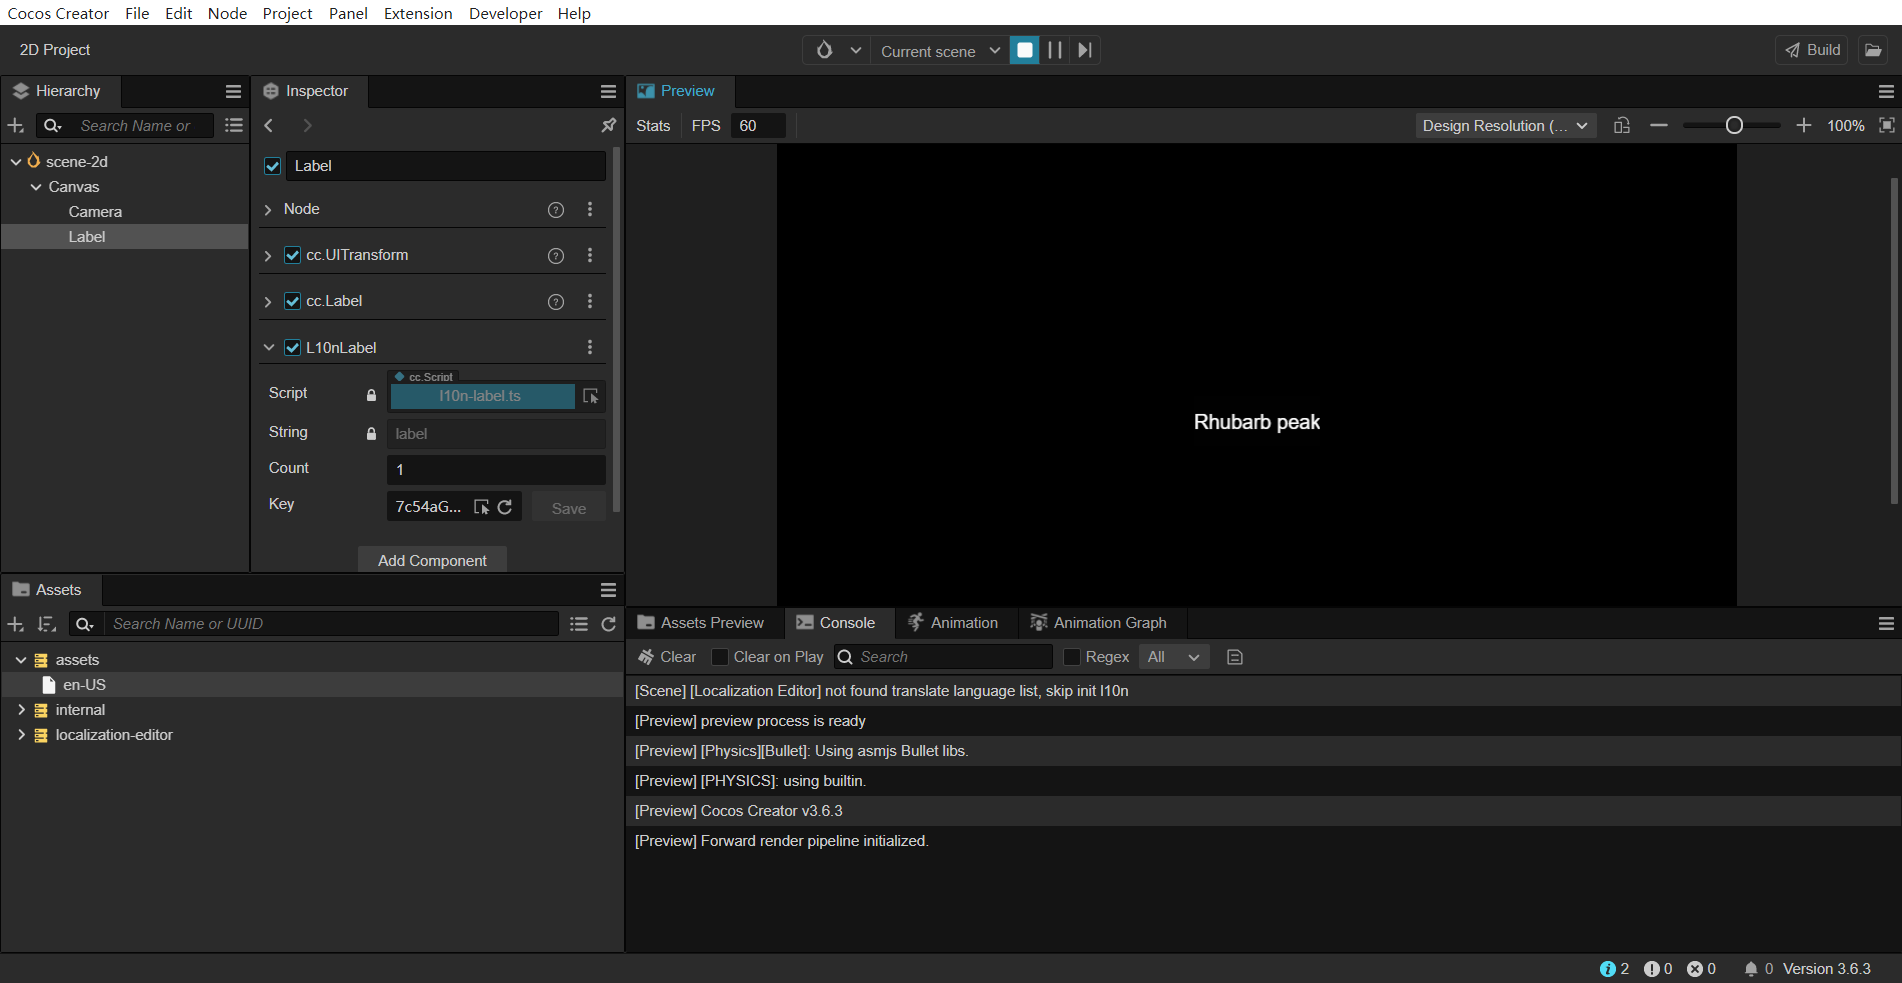 Cocos Creator File Edit Node Project Panel Extension Developer Help
2D Project
Current scene
Build
Hierarchy
Search Name or
scene-2d
Canvas
Camera
Label
Inspector
Label
Node
cc.UITransform
cc.Label
L10nLabel
Script
cc.Script
l10n-label.ts
String
label
Count
1
Key
7c54aG...
Save
Add Component
Preview
Stats FPS 60
Design Resolution (...
100%
Rhubarb peak
Assets
Search Name or UUID
assets
en-US
internal
localization-editor
Assets Preview Console Animation Animation Graph
Clear Clear on Play Search Regex All
[Scene] [Localization Editor] not found translate language list, skip init l10n
[Preview] preview process is ready
[Preview] [Physics][Bullet]: Using asmjs Bullet libs.
[Preview] [PHYSICS]: using builtin.
[Preview] Cocos Creator v3.6.3
[Preview] Forward render pipeline initialized.
2 0 0 0 Version 3.6.3